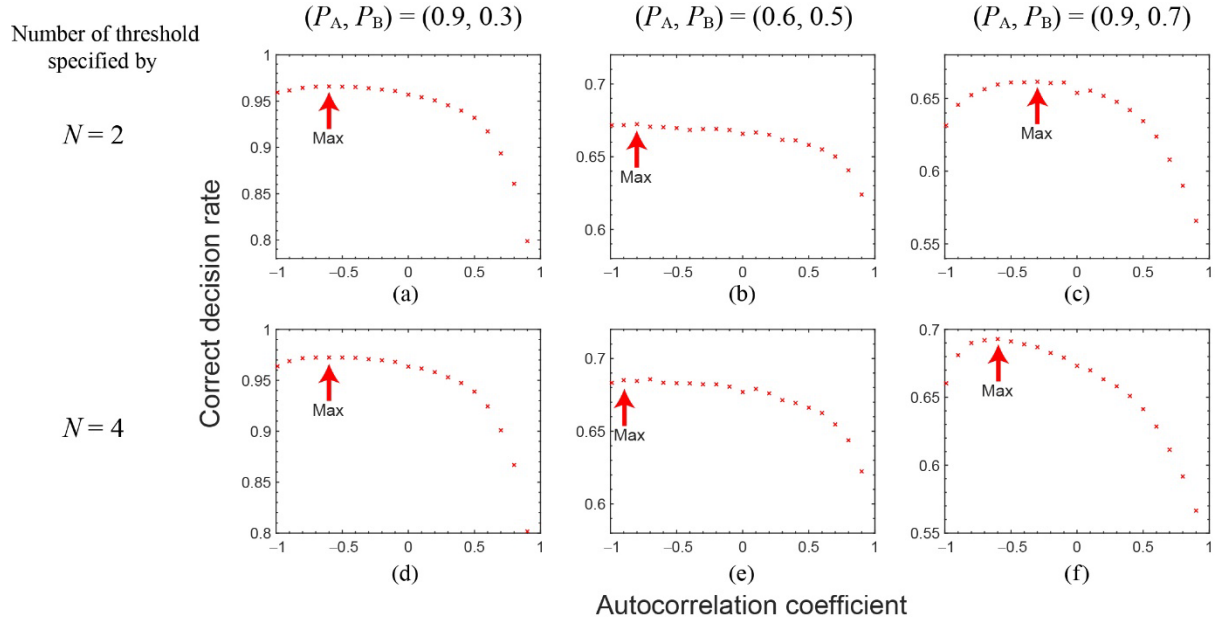 (P_A, P_B) = (0.9, 0.3)
(P_A, P_B) = (0.6, 0.5)
(P_A, P_B) = (0.9, 0.7)
Number of threshold
specified by
N = 2
N = 4
Correct decision rate
1
0.95
0.9
0.85
0.8
Max
−1
−0.5
0
0.5
1
(a)
0.7
0.65
0.6
Max
−1
−0.5
0
0.5
1
(b)
0.65
0.6
0.55
Max
−1
−0.5
0
0.5
1
(c)
1
0.95
0.9
0.85
0.8
Max
−1
−0.5
0
0.5
1
(d)
0.7
0.65
0.6
Max
−1
−0.5
0
0.5
1
(e)
0.7
0.65
0.6
0.55
Max
−1
−0.5
0
0.5
1
(f)
Autocorrelation coefficient